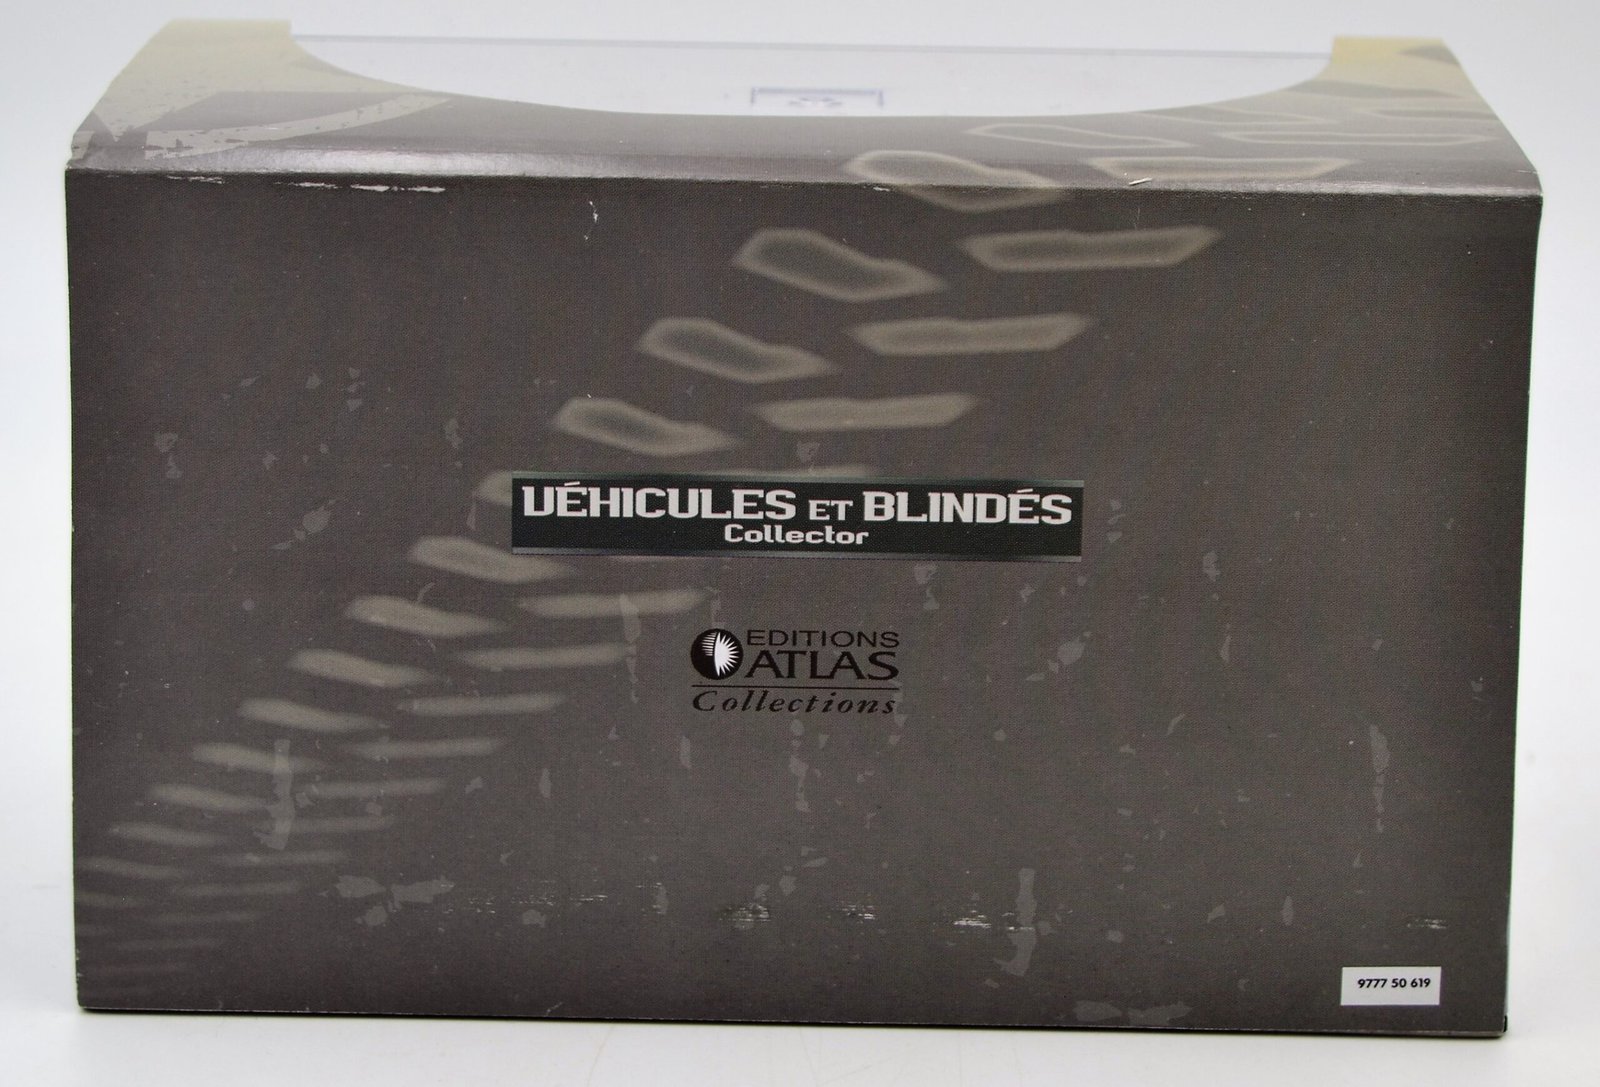 VÉHICULES ET BLINDÉS
Collector
EDITIONS
ATLAS
Collections
9777 50 619